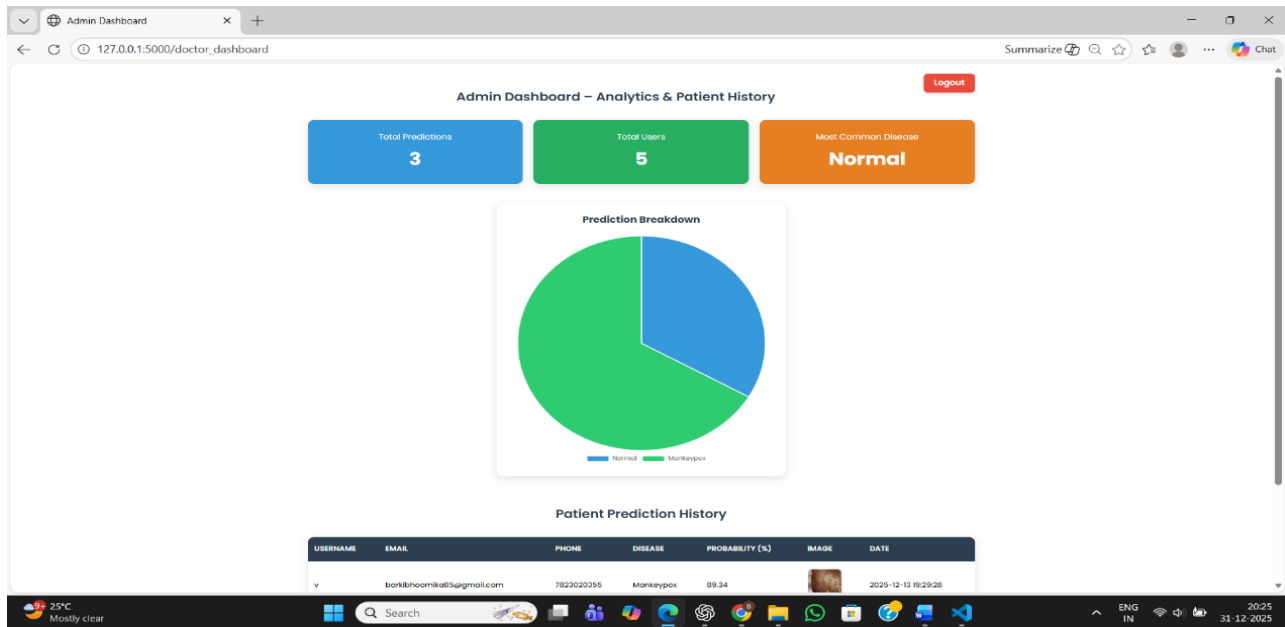 Admin Dashboard
127.0.0.1:5000/doctor_dashboard
Summarize
Chat
Logout
Admin Dashboard – Analytics & Patient History
Total Predictions
3
Total Users
5
Most Common Disease
Normal
Prediction Breakdown
Normal Monkeypox
Patient Prediction History
USERNAME EMAIL PHONE DISEASE PROBABILITY (%) IMAGE DATE
v barkibhoomika65@gmail.com 7823020355 Monkeypox 89.34 2025-12-13 19:29:28
9+
25°C
Mostly clear
Search
ENG
IN
20:25
31-12-2025